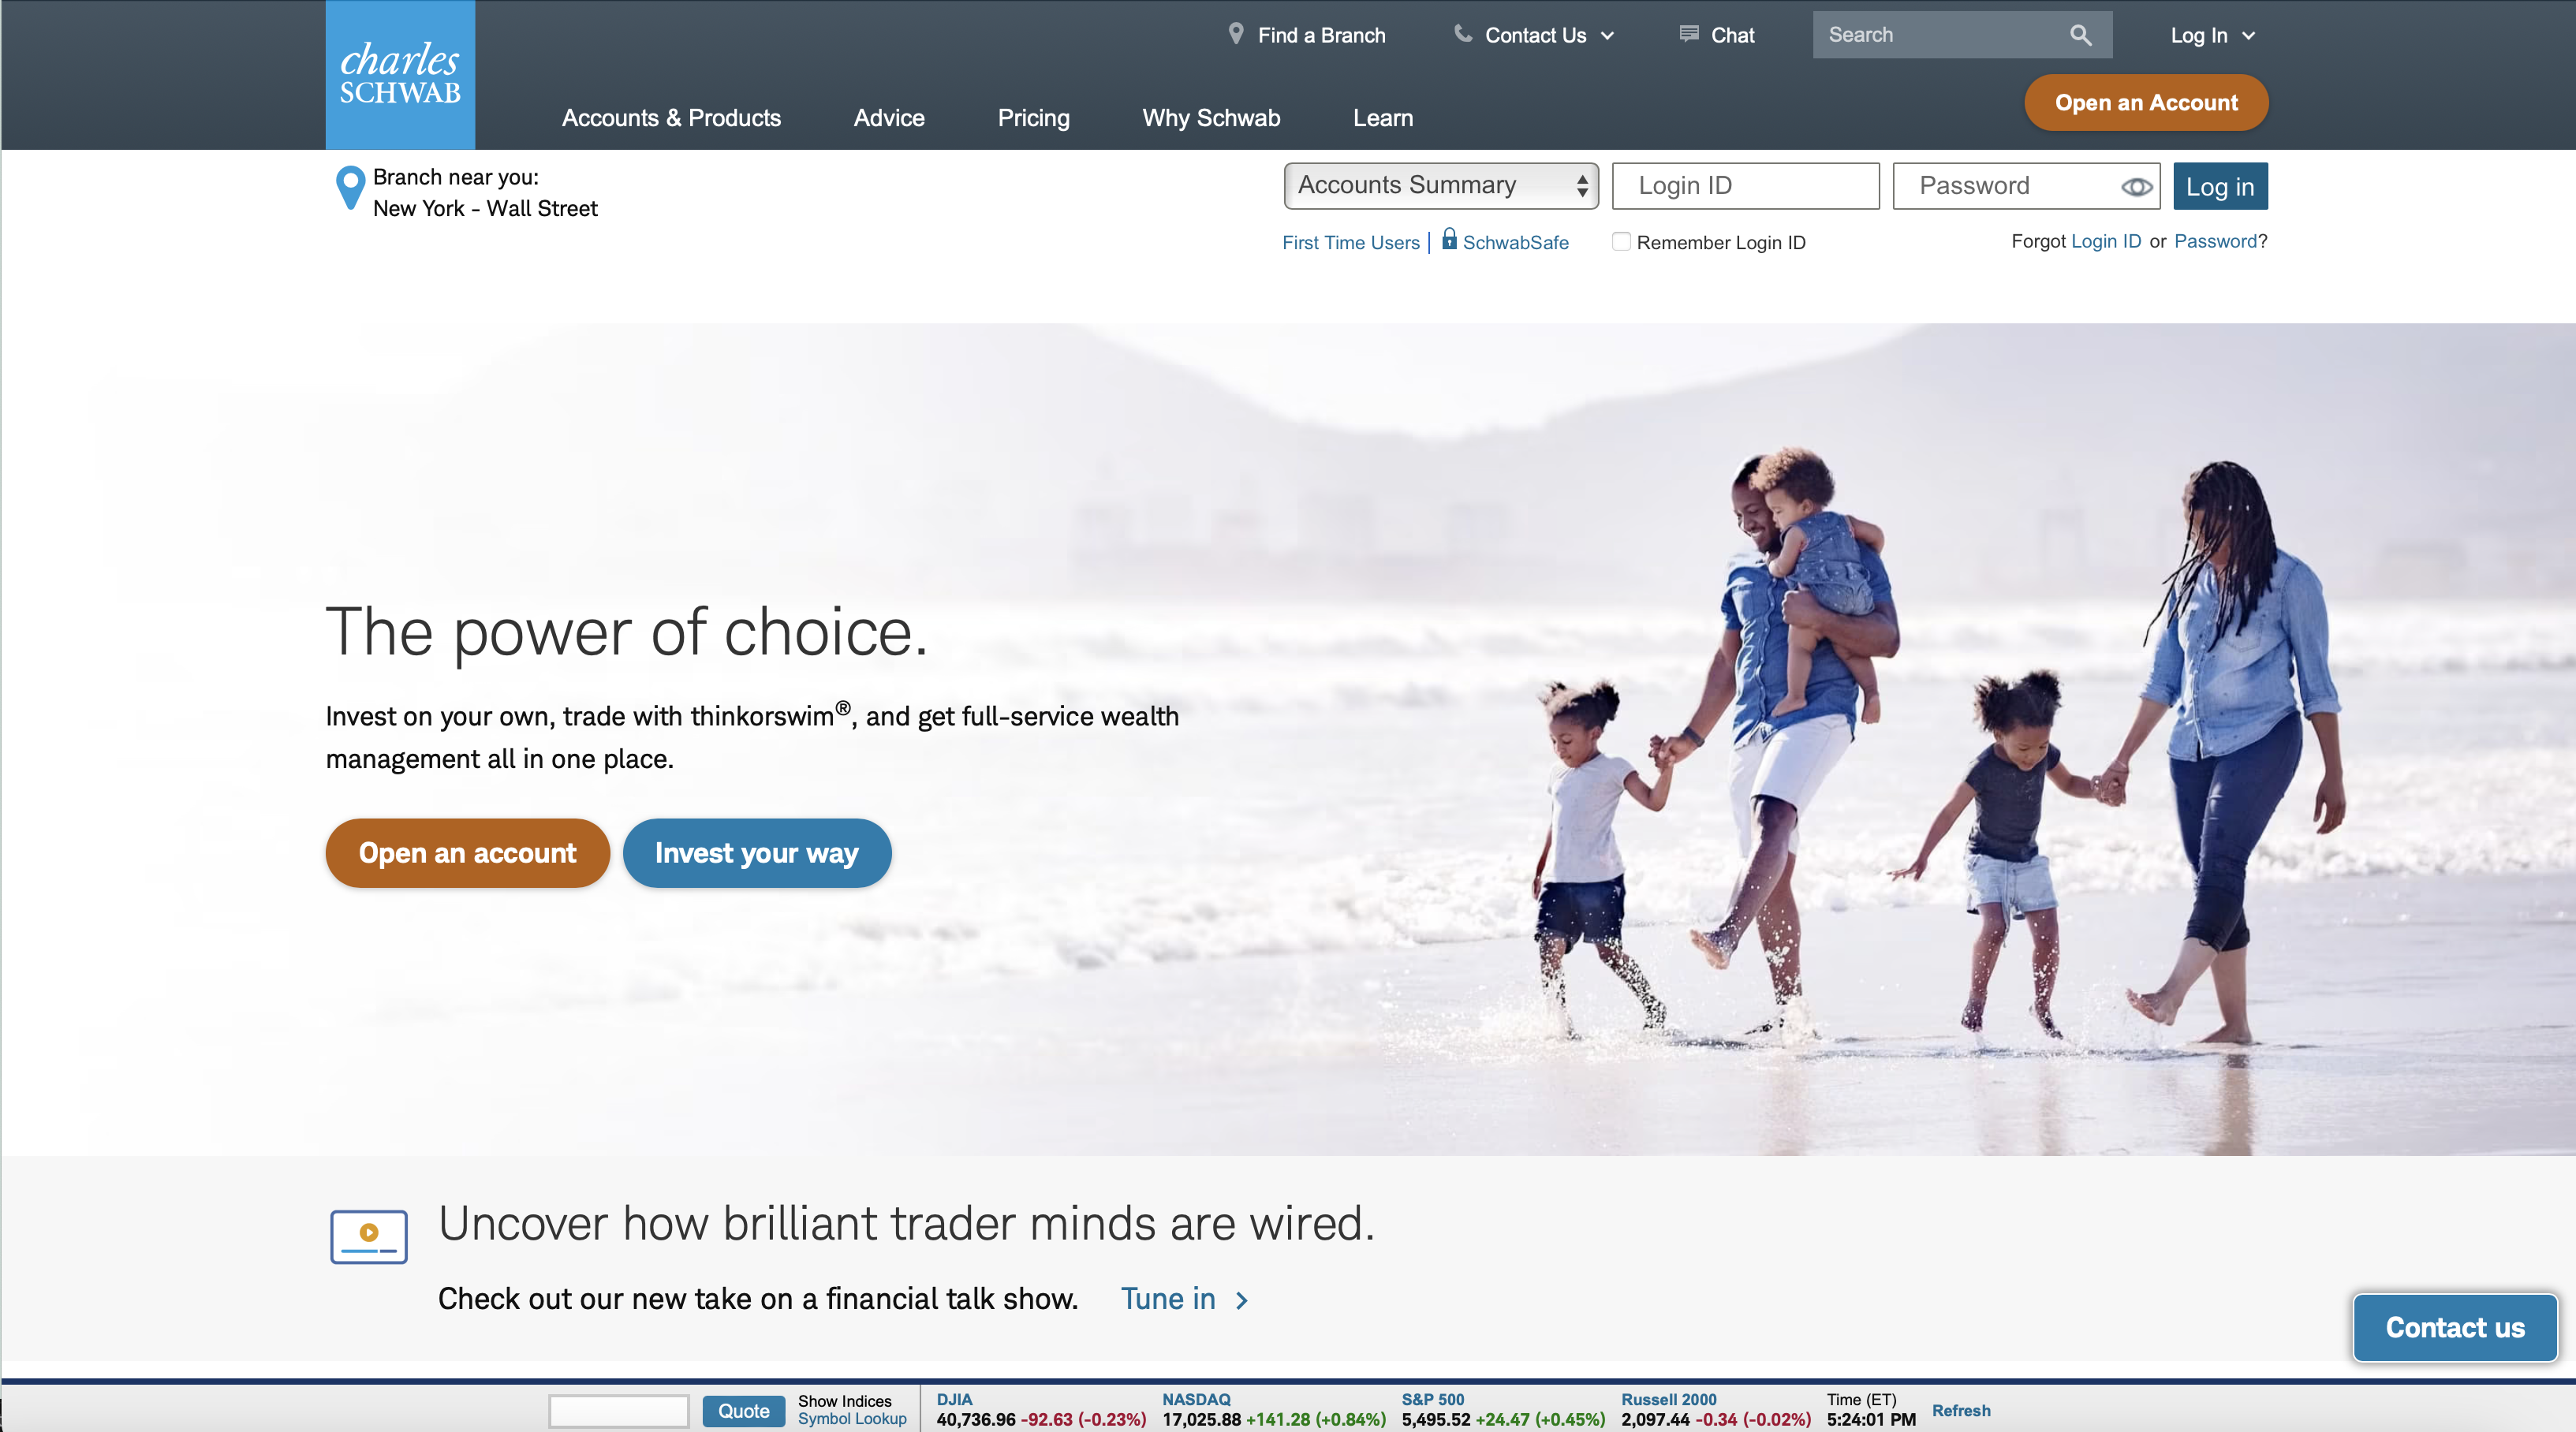 charles
SCHWAB
Find a Branch
Contact Us
Chat
Search
Log In
Accounts & Products
Advice
Pricing
Why Schwab
Learn
Open an Account
Branch near you:
New York - Wall Street
Accounts Summary
Login ID
Password
Log in
First Time Users | SchwabSafe
Remember Login ID
Forgot Login ID or Password?
The power of choice.
Invest on your own, trade with thinkorswim®, and get full-service wealth
management all in one place.
Open an account
Invest your way
Uncover how brilliant trader minds are wired.
Check out our new take on a financial talk show. Tune in >
Contact us
Quote
Show Indices
Symbol Lookup
DJIA
40,736.96 -92.63 (-0.23%)
NASDAQ
17,025.88 +141.28 (+0.84%)
S&P 500
5,495.52 +24.47 (+0.45%)
Russell 2000
2,097.44 -0.34 (-0.02%)
Time (ET)
5:24:01 PM
Refresh